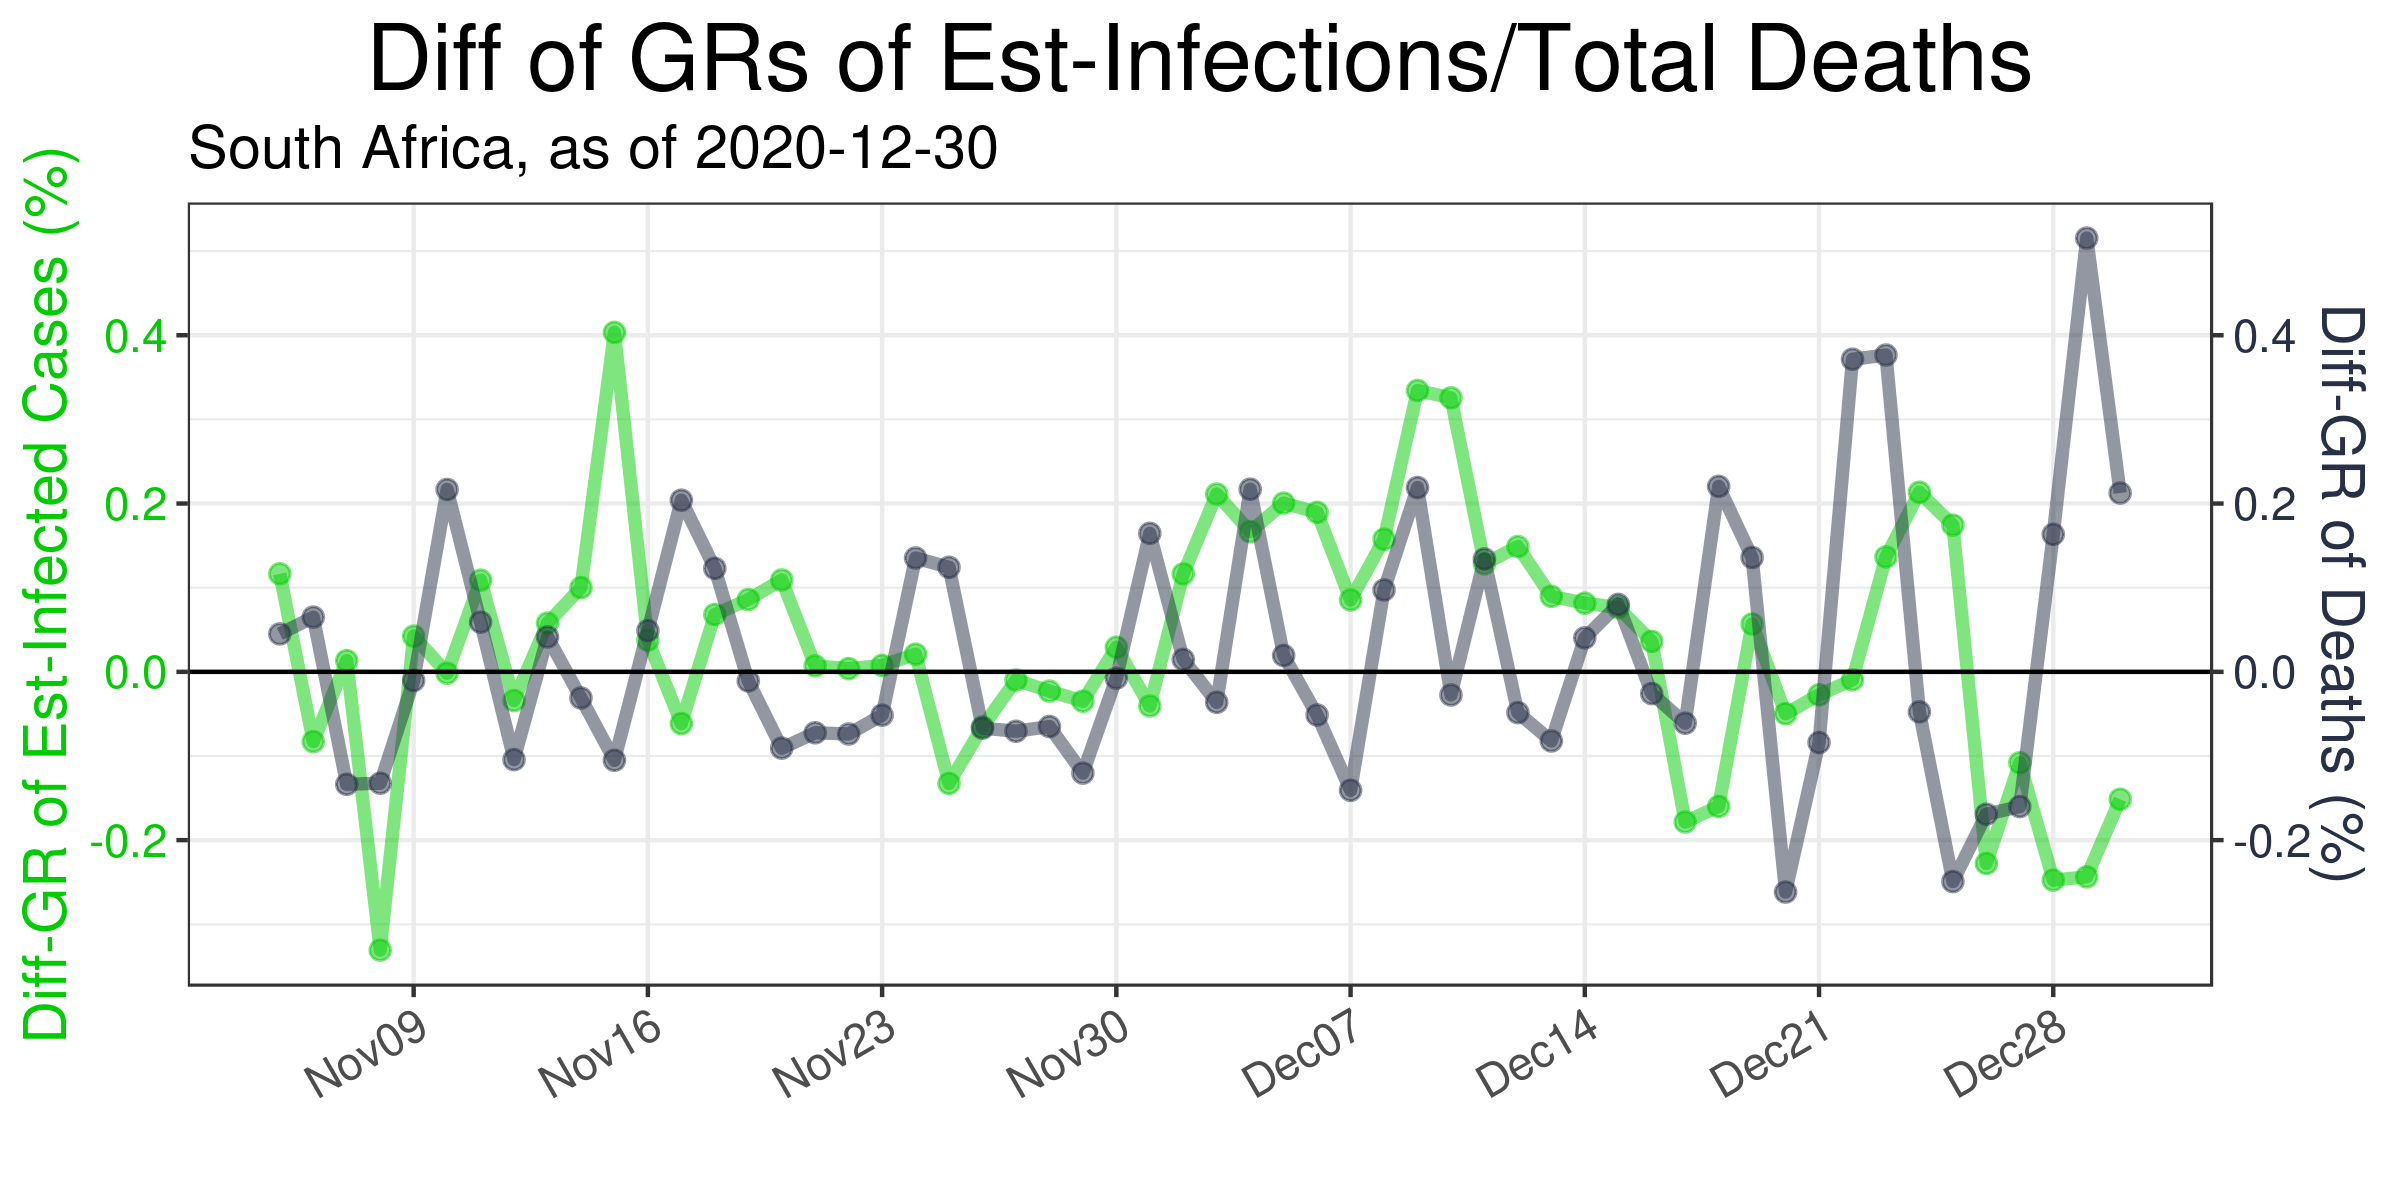 Diff of GRs of Est-Infections/Total Deaths
South Africa, as of 2020-12-30
Diff-GR of Est-Infected Cases (%)
0.4
0.2
0.0
-0.2
0.4
0.2
0.0
-0.2
Diff-GR of Deaths (%)
Nov09
Nov16
Nov23
Nov30
Dec07
Dec14
Dec21
Dec28